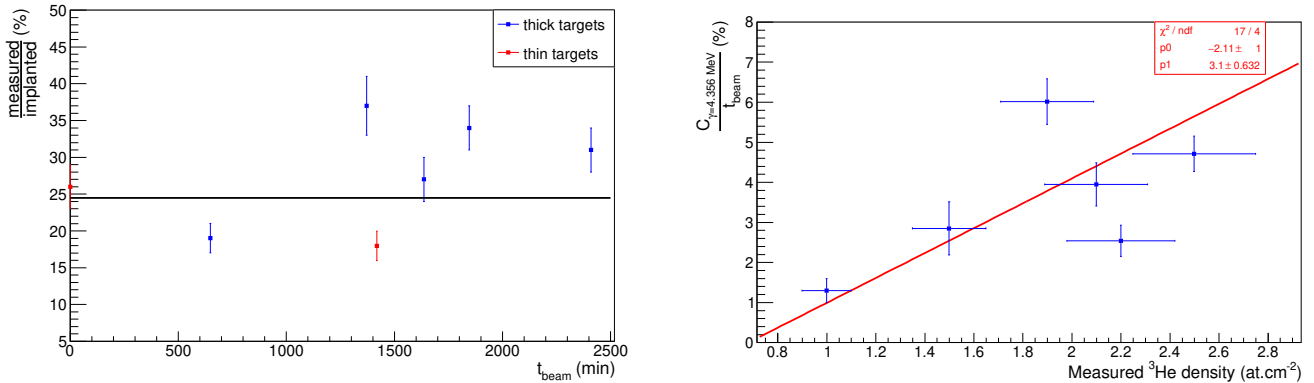 measured
implanted (%)
50
45
40
35
30
25
20
15
10
5
0 500 1000 1500 2000 2500
t_beam (min)
thick targets
thin targets
C_γ=4.356 MeV
t_beam (%)
8
7
6
5
4
3
2
1
0
0.8 1 1.2 1.4 1.6 1.8 2 2.2 2.4 2.6 2.8
Measured ³He density (at.cm⁻²)
χ² / ndf 17 / 4
p0 −2.11 ± 1
p1 3.1 ± 0.632